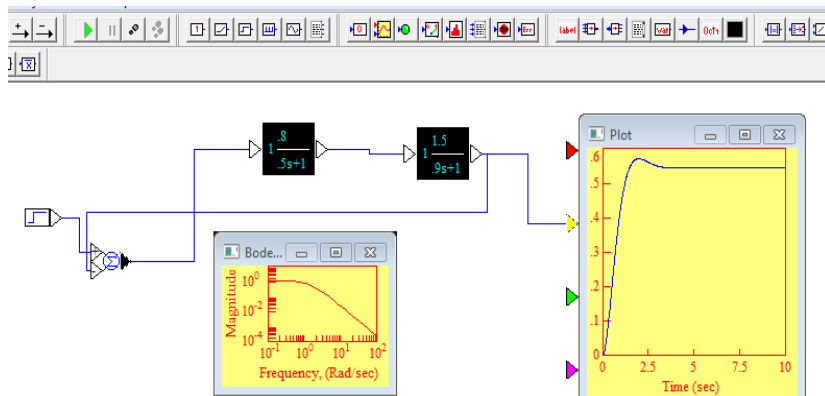 label
Var
Err
.8
1
.5s+1
1.5
1
.9s+1
Plot
.6
.5
.4
.3
.2
.1
0
0 2.5 5 7.5 10
Time (sec)
Bode...
Magnitude
10^0
10^-2
10^-4
10^-1 10^0 10^1 10^2
Frequency, (Rad/sec)